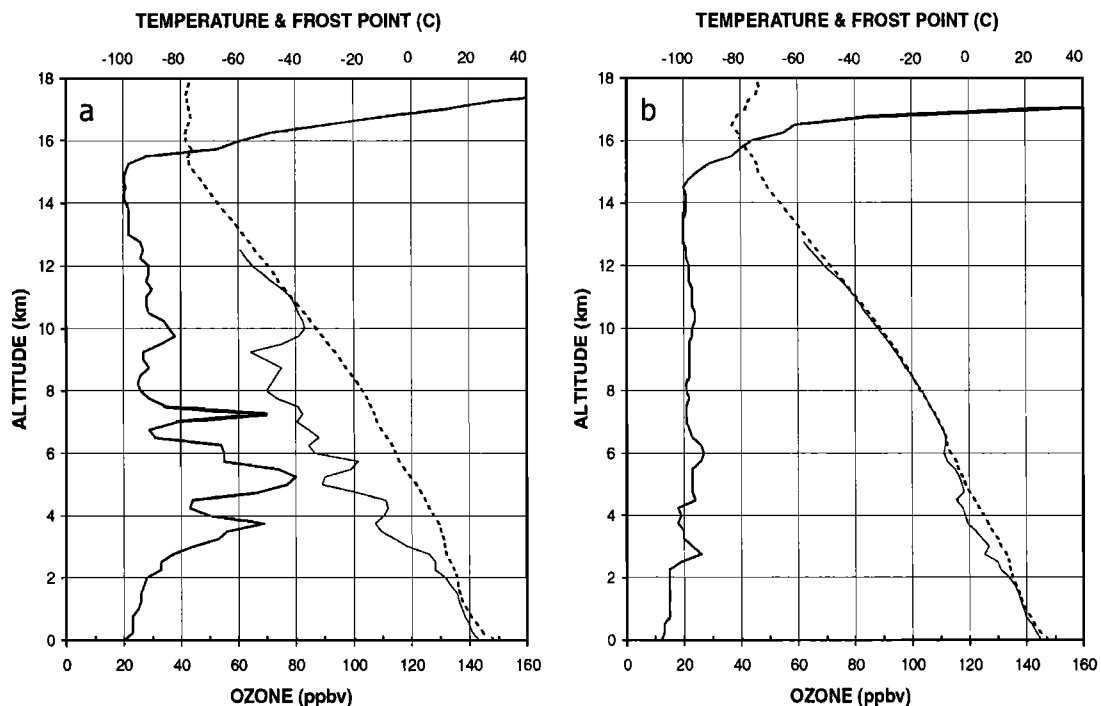 TEMPERATURE & FROST POINT (C)
-100 -80 -60 -40 -20 0 20 40
a
ALTITUDE (km)
18
16
14
12
10
8
6
4
2
0
0 20 40 60 80 100 120 140 160
OZONE (ppbv)
TEMPERATURE & FROST POINT (C)
-100 -80 -60 -40 -20 0 20 40
b
ALTITUDE (km)
18
16
14
12
10
8
6
4
2
0
0 20 40 60 80 100 120 140 160
OZONE (ppbv)